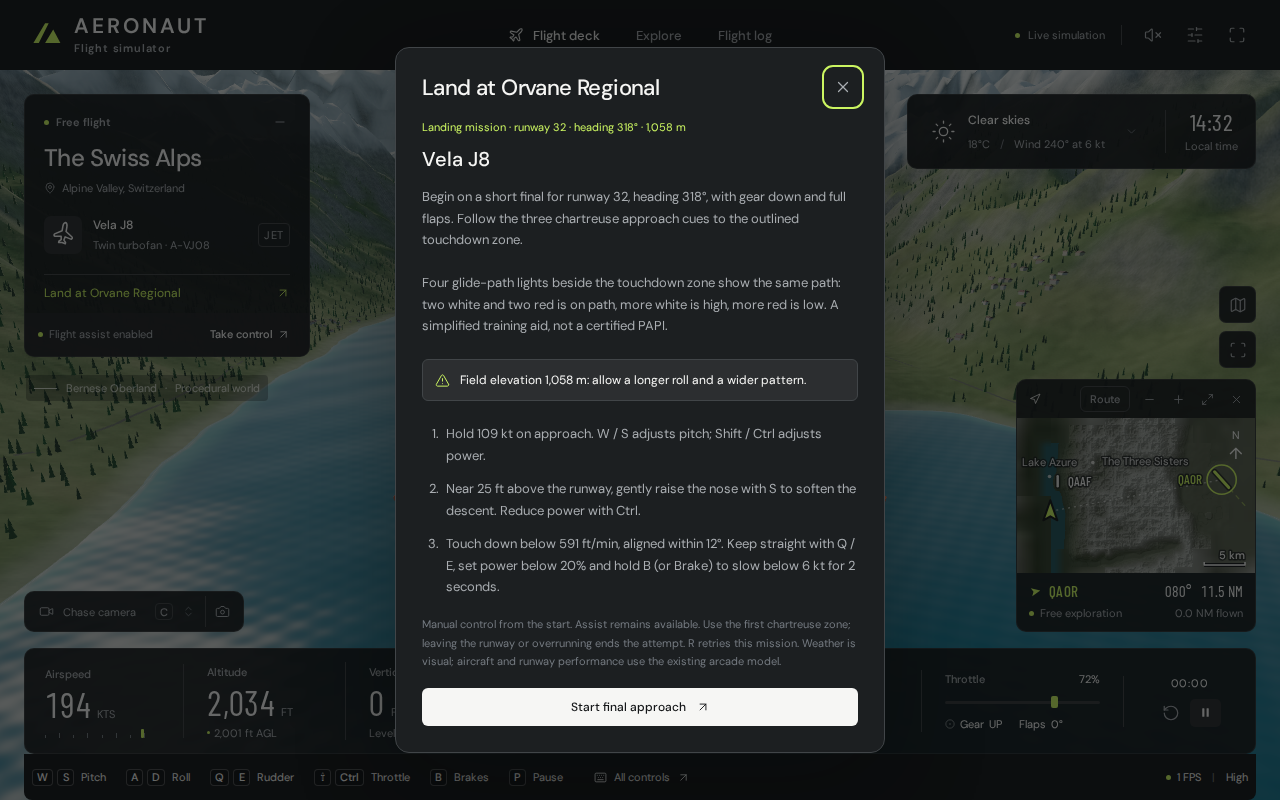 AERONAUT
Flight simulator
Flight deck
Explore
Flight log
Live simulation
Free flight
The Swiss Alps
Alpine Valley, Switzerland
Vela J8
Twin turbofan · A-VJ08
JET
Land at Orvane Regional
Flight assist enabled
Take control
Bernese Oberland · Procedural world
Land at Orvane Regional
Landing mission · runway 32 · heading 318° · 1,058 m
Vela J8
Begin on a short final for runway 32, heading 318°, with gear down and full
flaps. Follow the three chartreuse approach cues to the outlined
touchdown zone.
Four glide-path lights beside the touchdown zone show the same path:
two white and two red is on path, more white is high, more red is low. A
simplified training aid, not a certified PAPI.
Field elevation 1,058 m: allow a longer roll and a wider pattern.
1. Hold 109 kt on approach. W / S adjusts pitch; Shift / Ctrl adjusts
power.
2. Near 25 ft above the runway, gently raise the nose with S to soften the
descent. Reduce power with Ctrl.
3. Touch down below 591 ft/min, aligned within 12°. Keep straight with Q /
E, set power below 20% and hold B (or Brake) to slow below 6 kt for 2
seconds.
Manual control from the start. Assist remains available. Use the first chartreuse zone;
leaving the runway or overrunning ends the attempt. R retries this mission. Weather is
visual; aircraft and runway performance use the existing arcade model.
Start final approach
Clear skies
18°C / Wind 240° at 6 kt
14:32
Local time
Route
N
Lake Azure
The Three Sisters
QAAF
QAOR
5 km
QAOR 080° 11.5 NM
Free exploration 0.0 NM flown
Chase camera C
Airspeed
194 KTS
Altitude
2,034 FT
2,001 ft AGL
0
Level
Throttle 72%
Gear UP Flaps 0°
00:00
W S Pitch
A D Roll
Q E Rudder
⇧ Ctrl Throttle
B Brakes
P Pause
All controls
1 FPS | High